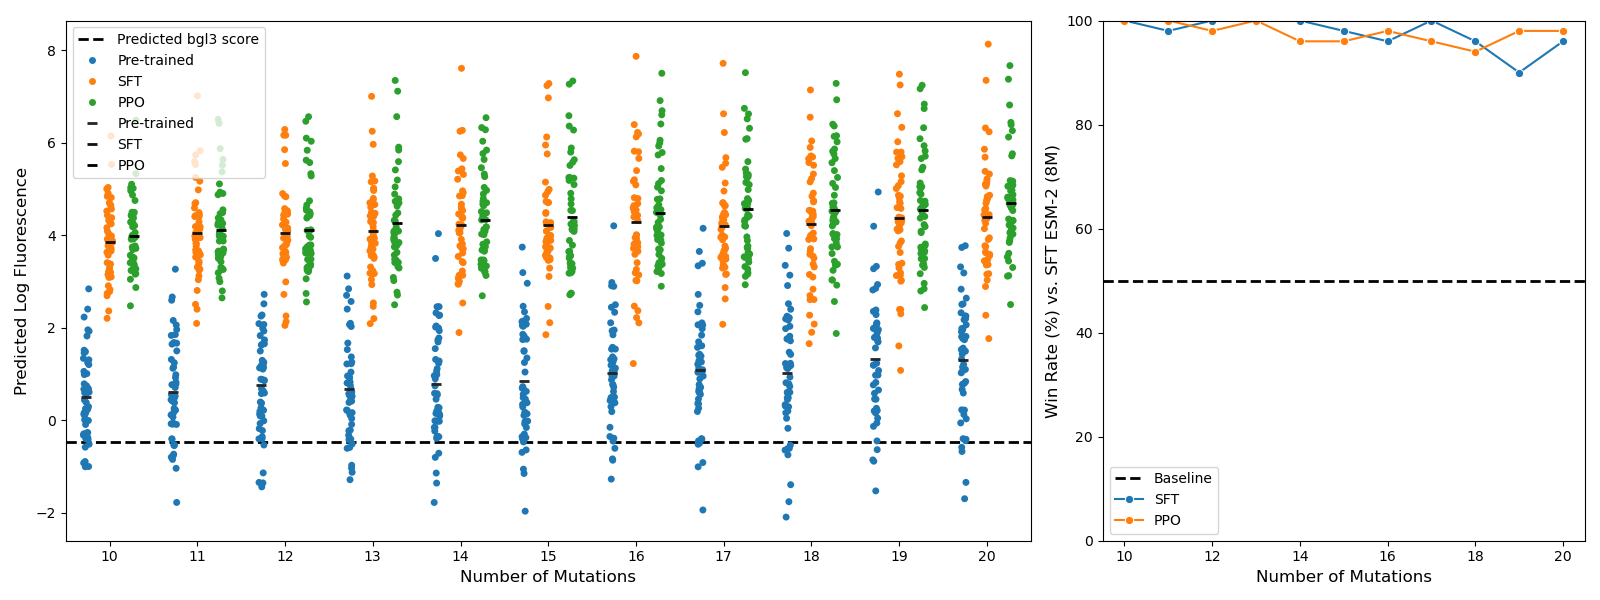 Predicted Log Fluorescence
8
6
4
2
0
−2
Predicted bgl3 score
Pre-trained
SFT
PPO
Pre-trained
SFT
PPO
10 11 12 13 14 15 16 17 18 19 20
Number of Mutations
Win Rate (%) vs. SFT ESM-2 (8M)
100
80
60
40
20
0
Baseline
SFT
PPO
10 12 14 16 18 20
Number of Mutations